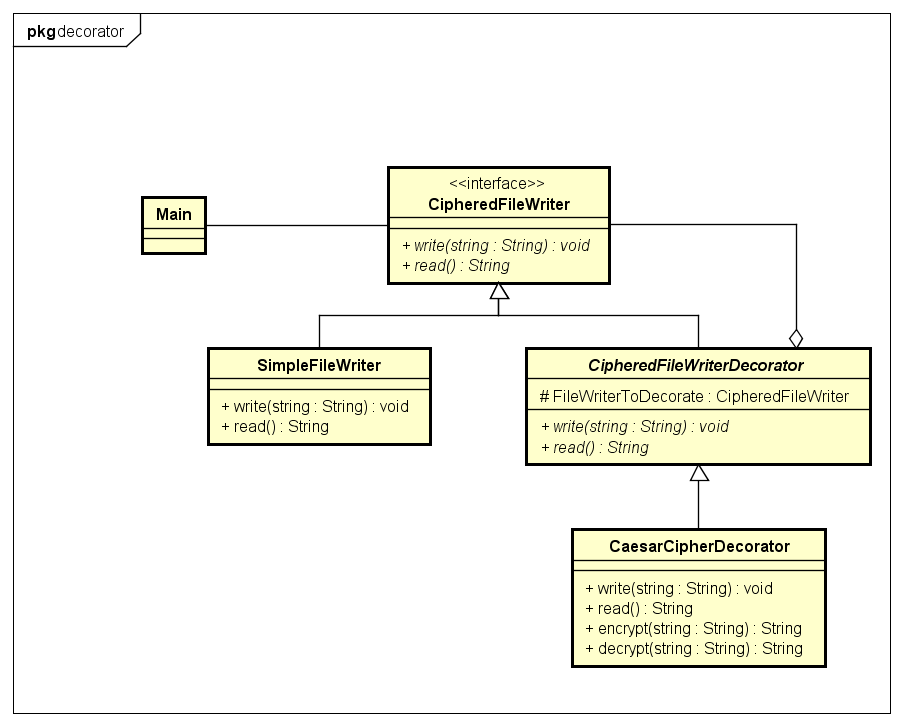 pkg decorator
<<interface>>
CipheredFileWriter
+ write(string : String) : void
+ read() : String
Main
SimpleFileWriter
+ write(string : String) : void
+ read() : String
CipheredFileWriterDecorator
# FileWriterToDecorate : CipheredFileWriter
+ write(string : String) : void
+ read() : String
CaesarCipherDecorator
+ write(string : String) : void
+ read() : String
+ encrypt(string : String) : String
+ decrypt(string : String) : String